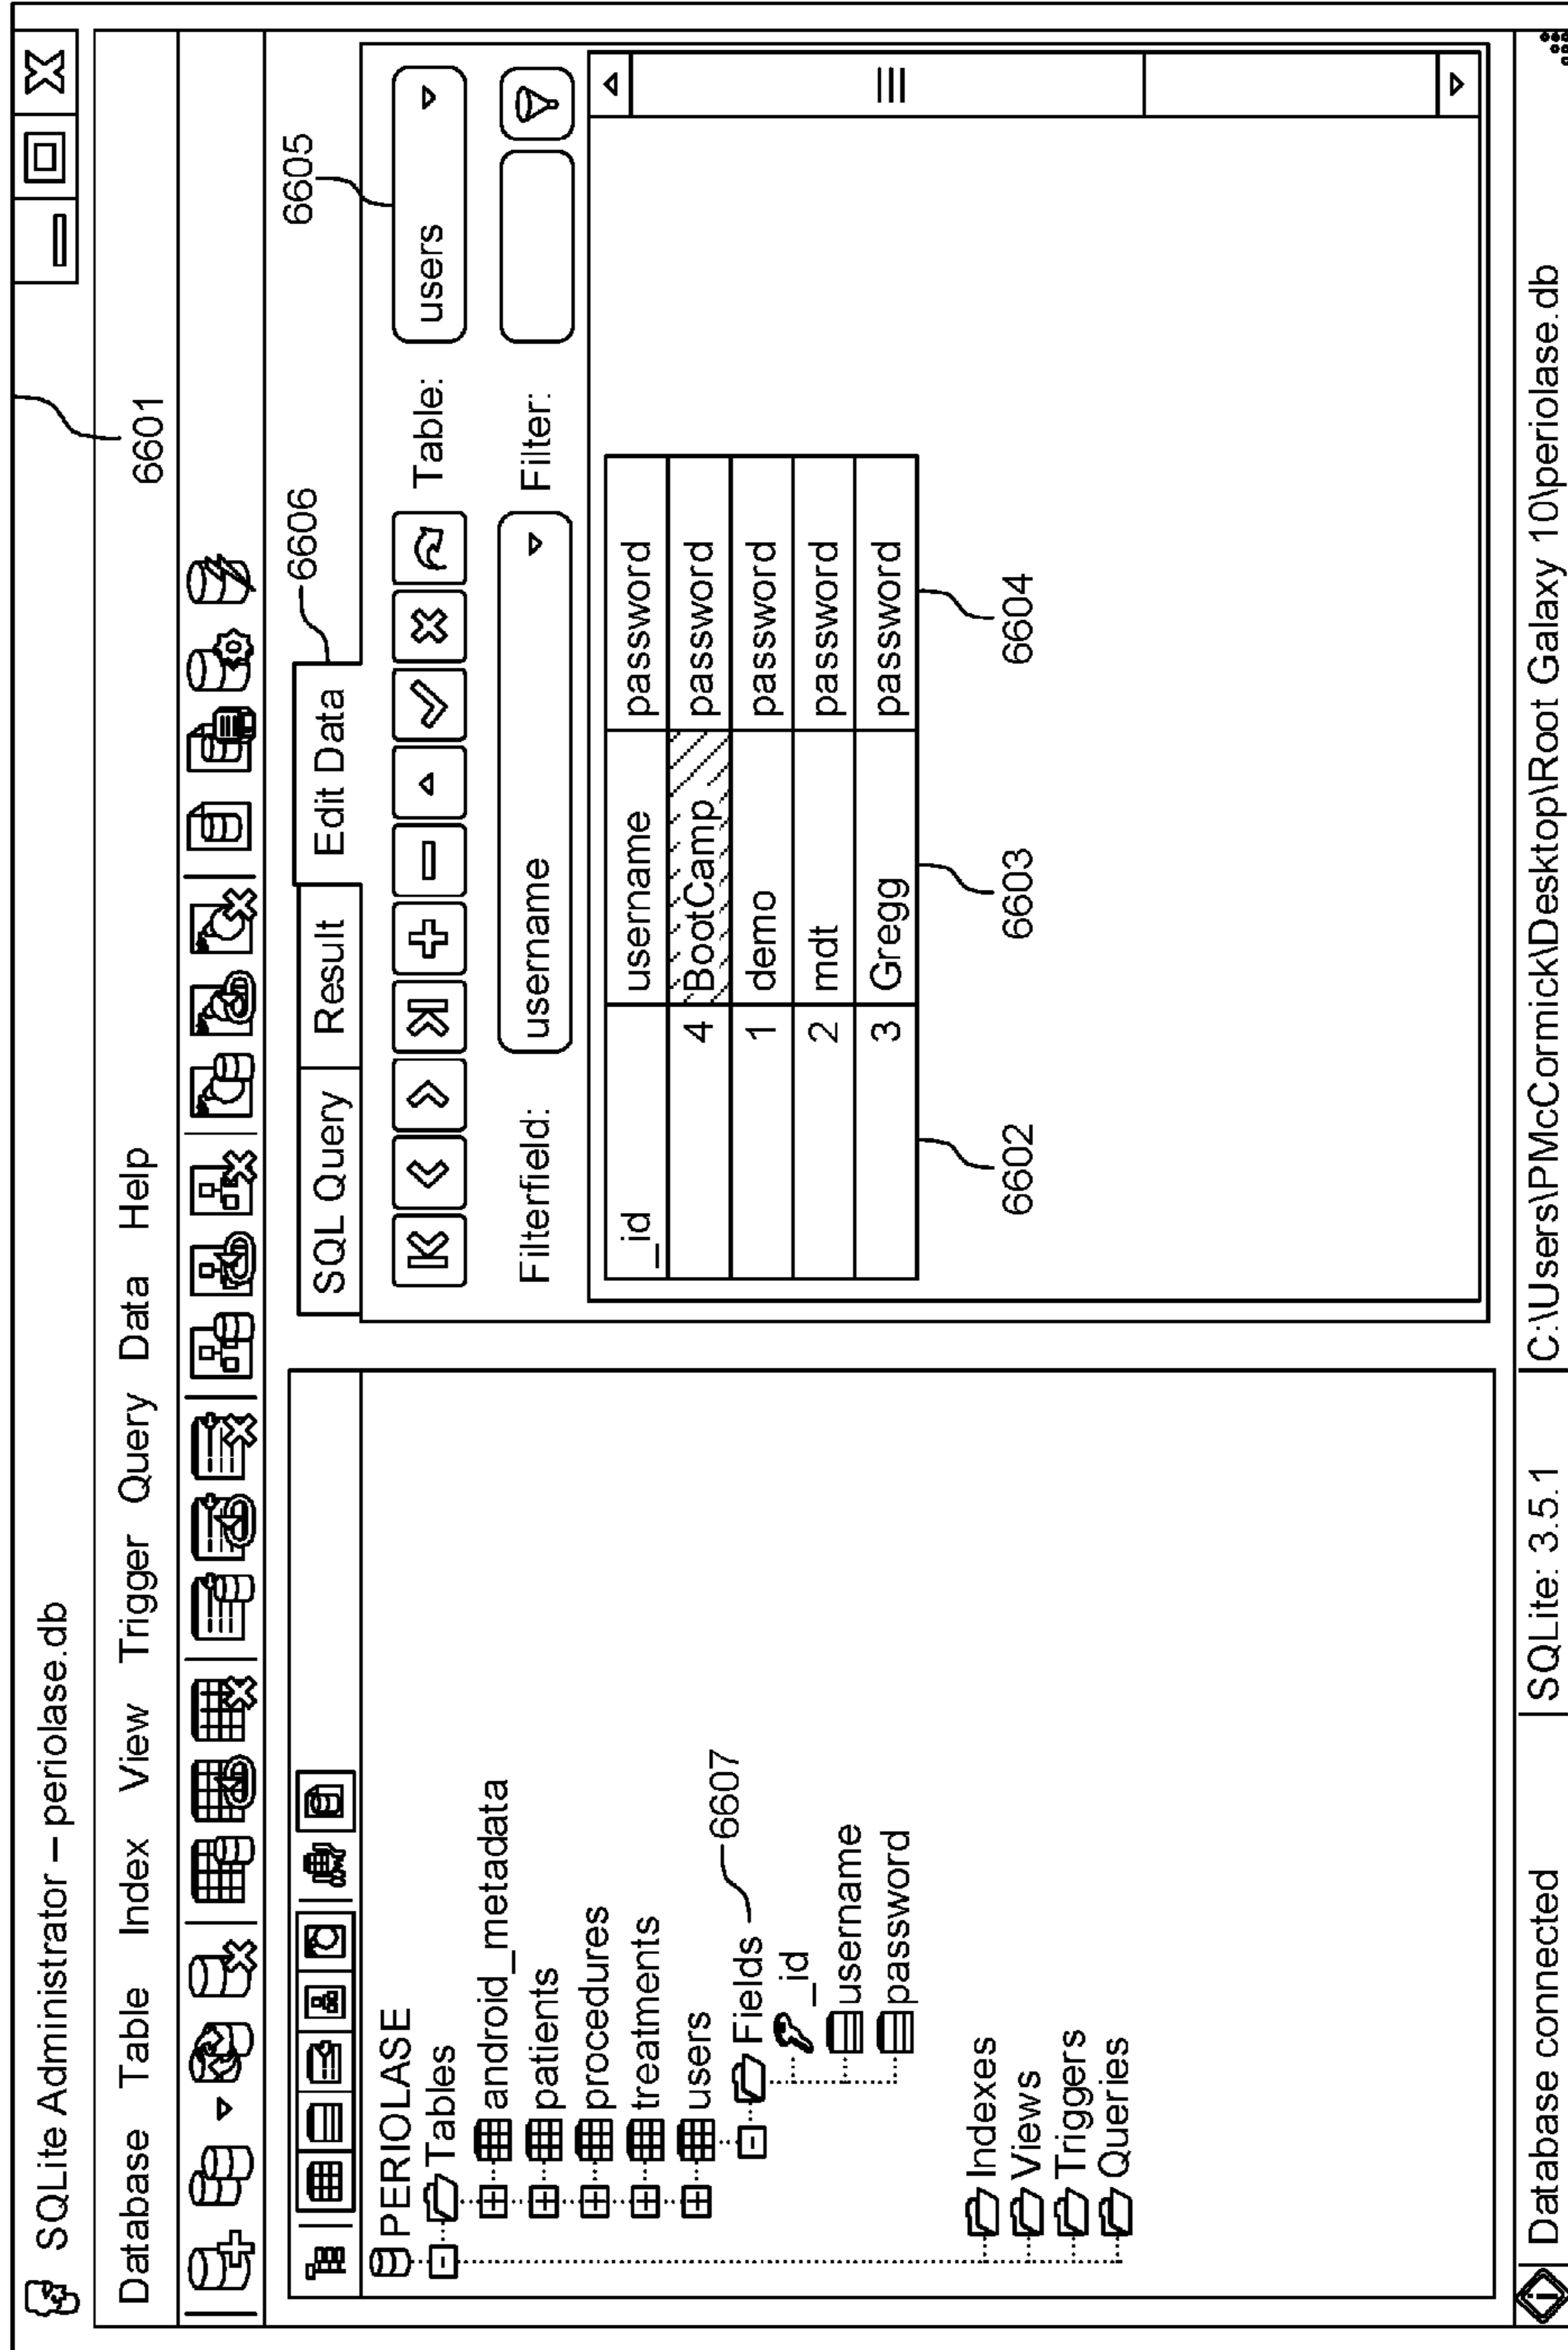 SQLite Administrator – periolase.db
Database Table Index View Trigger Query Data Help
6601
6606
6605
SQL Query Result Edit Data
Table: users
Filterfield: username Filter:
_id username password
4 BootCamp password
1 demo password
2 mdt password
3 Gregg password
6602 6603 6604
PERIOLASE
Tables
android_metadata
patients
procedures
treatments
users
Fields 6607
_id
username
password
Indexes
Views
Triggers
Queries
Database connected SQLite: 3.5.1 C:\Users\PMcCormick\Desktop\Root Galaxy 10\periolase.db